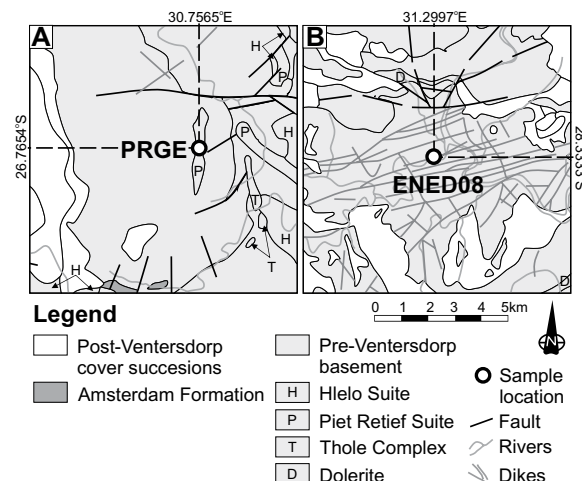 30.7565°E
31.2997°E
A
B
H
P
D
P
H
26.7654°S
PRGE
P
ENED08
T
H
T
H
D
0 1 2 3 4 5km
Legend
N
Post-Ventersdorp
cover succesions
Amsterdam Formation
Pre-Ventersdorp
basement
H Hlelo Suite
P Piet Retief Suite
T Thole Complex
D Dolerite
Sample
location
Fault
Rivers
Dikes